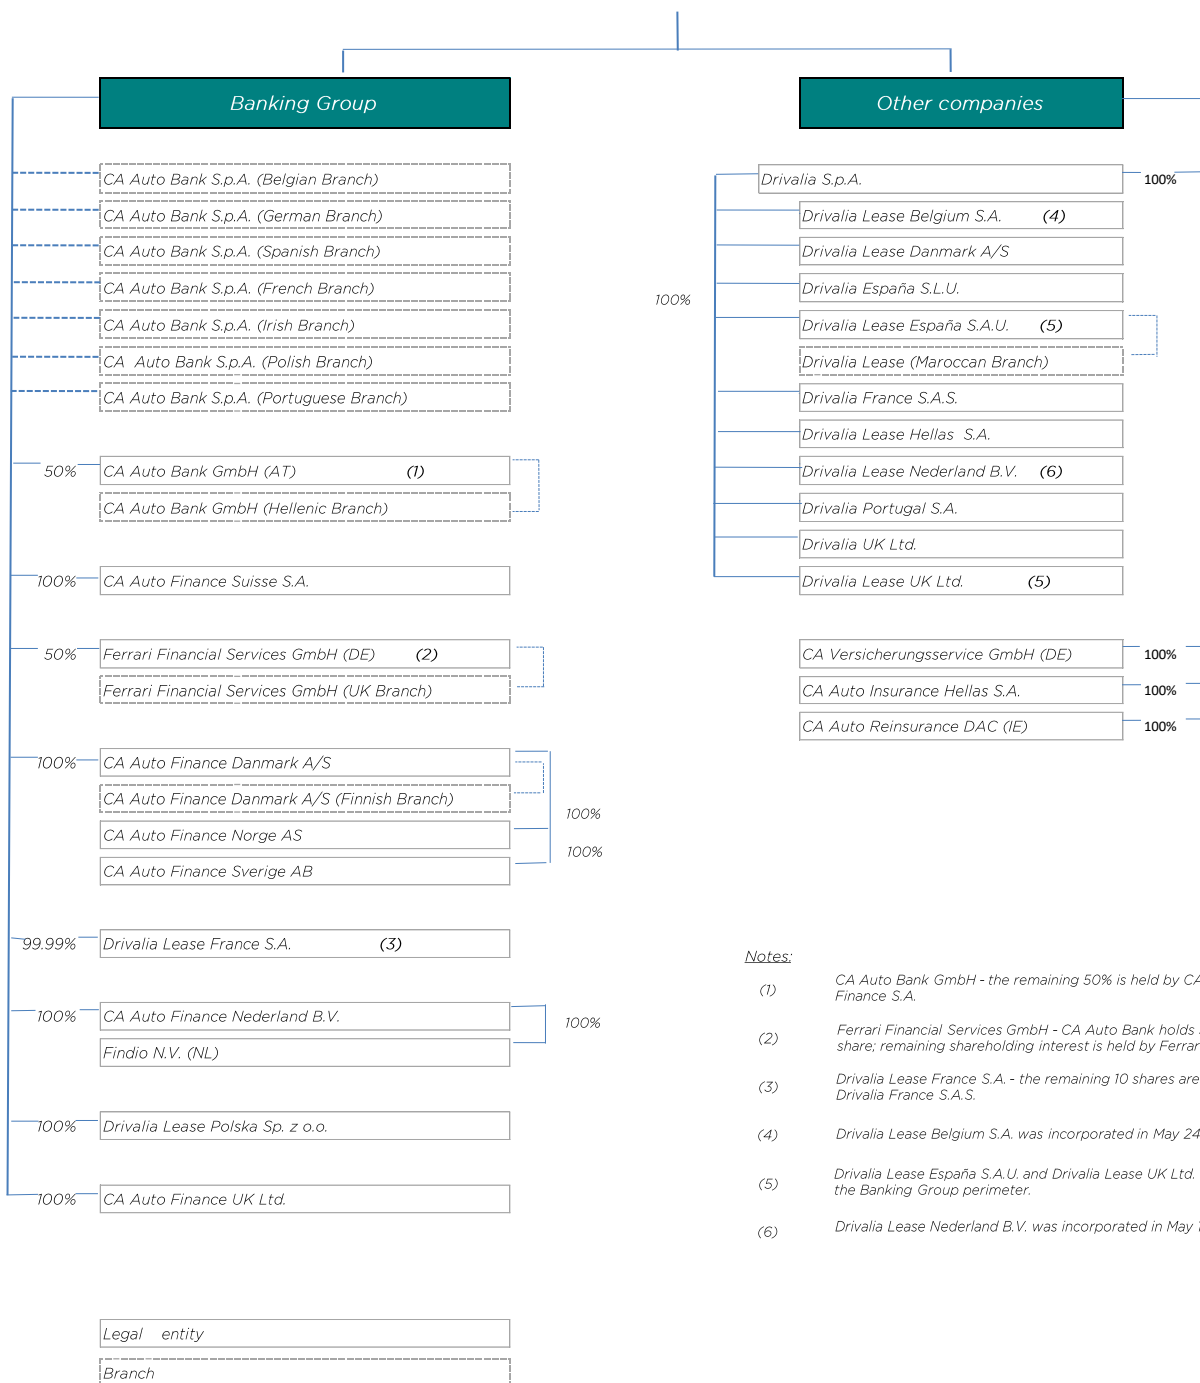 Banking Group
CA Auto Bank S.p.A. (Belgian Branch)
CA Auto Bank S.p.A. (German Branch)
CA Auto Bank S.p.A. (Spanish Branch)
CA Auto Bank S.p.A. (French Branch)
CA Auto Bank S.p.A. (Irish Branch)
CA Auto Bank S.p.A. (Polish Branch)
CA Auto Bank S.p.A. (Portuguese Branch)
50% CA Auto Bank GmbH (AT) (1)
CA Auto Bank GmbH (Hellenic Branch)
100% CA Auto Finance Suisse S.A.
50% Ferrari Financial Services GmbH (DE) (2)
Ferrari Financial Services GmbH (UK Branch)
100% CA Auto Finance Danmark A/S
CA Auto Finance Danmark A/S (Finnish Branch)
100%
CA Auto Finance Norge AS
100%
CA Auto Finance Sverige AB
99.99% Drivalia Lease France S.A. (3)
100% CA Auto Finance Nederland B.V.
100%
Findio N.V. (NL)
100% Drivalia Lease Polska Sp. z o.o.
100% CA Auto Finance UK Ltd.
Legal entity
Branch
Other companies
Drivalia S.p.A. 100%
Drivalia Lease Belgium S.A. (4)
Drivalia Lease Danmark A/S
Drivalia España S.L.U.
100%
Drivalia Lease España S.A.U. (5)
Drivalia Lease (Maroccan Branch)
Drivalia France S.A.S.
Drivalia Lease Hellas S.A.
Drivalia Lease Nederland B.V. (6)
Drivalia Portugal S.A.
Drivalia UK Ltd.
Drivalia Lease UK Ltd. (5)
CA Versicherungsservice GmbH (DE) 100%
CA Auto Insurance Hellas S.A. 100%
CA Auto Reinsurance DAC (IE) 100%
Notes:
(1) CA Auto Bank GmbH - the remaining 50% is held by CA
Finance S.A.
(2) Ferrari Financial Services GmbH - CA Auto Bank holds
share; remaining shareholding interest is held by Ferrar
(3) Drivalia Lease France S.A. - the remaining 10 shares are
Drivalia France S.A.S.
(4) Drivalia Lease Belgium S.A. was incorporated in May 24
(5) Drivalia Lease España S.A.U. and Drivalia Lease UK Ltd.
the Banking Group perimeter.
(6) Drivalia Lease Nederland B.V. was incorporated in May